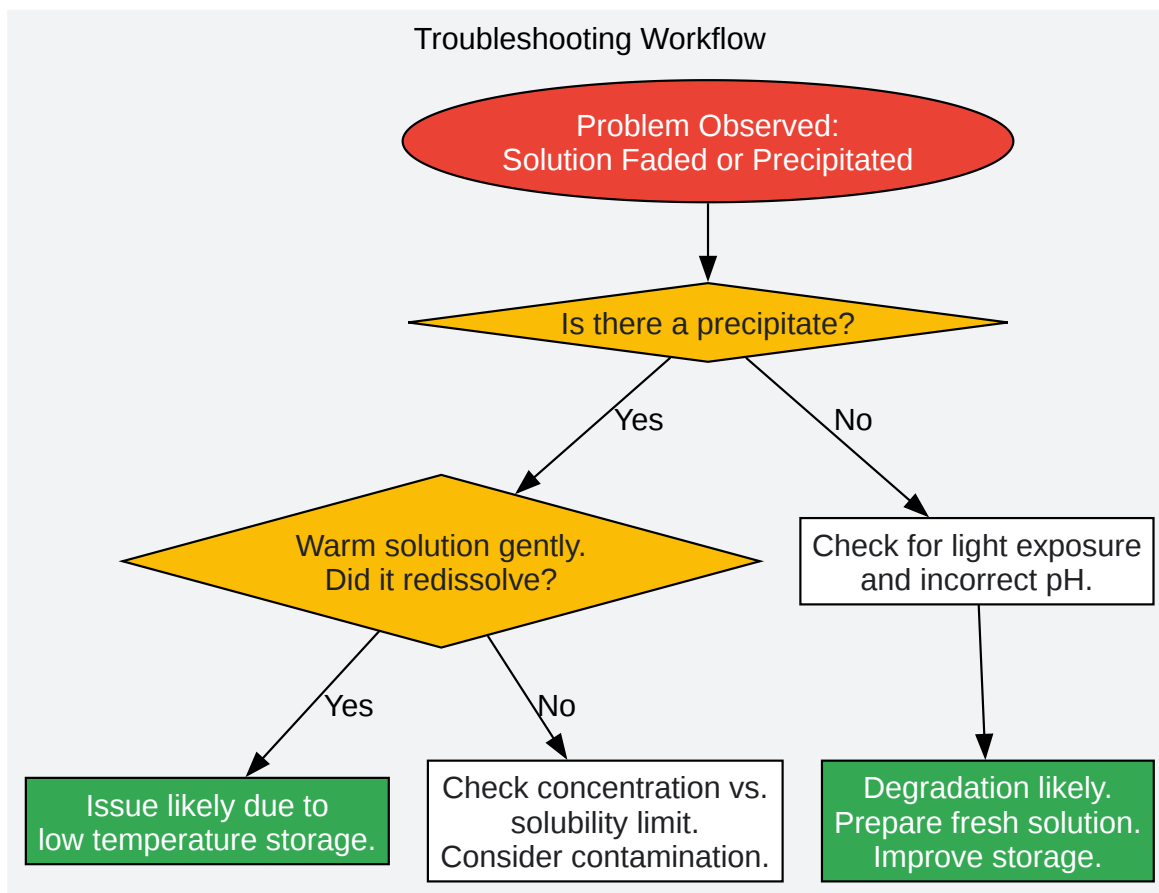 Troubleshooting Workflow
Problem Observed:
Solution Faded or Precipitated
Is there a precipitate?
Yes
No
Warm solution gently.
Did it redissolve?
Check for light exposure
and incorrect pH.
Yes
No
Issue likely due to
low temperature storage.
Check concentration vs.
solubility limit.
Consider contamination.
Degradation likely.
Prepare fresh solution.
Improve storage.